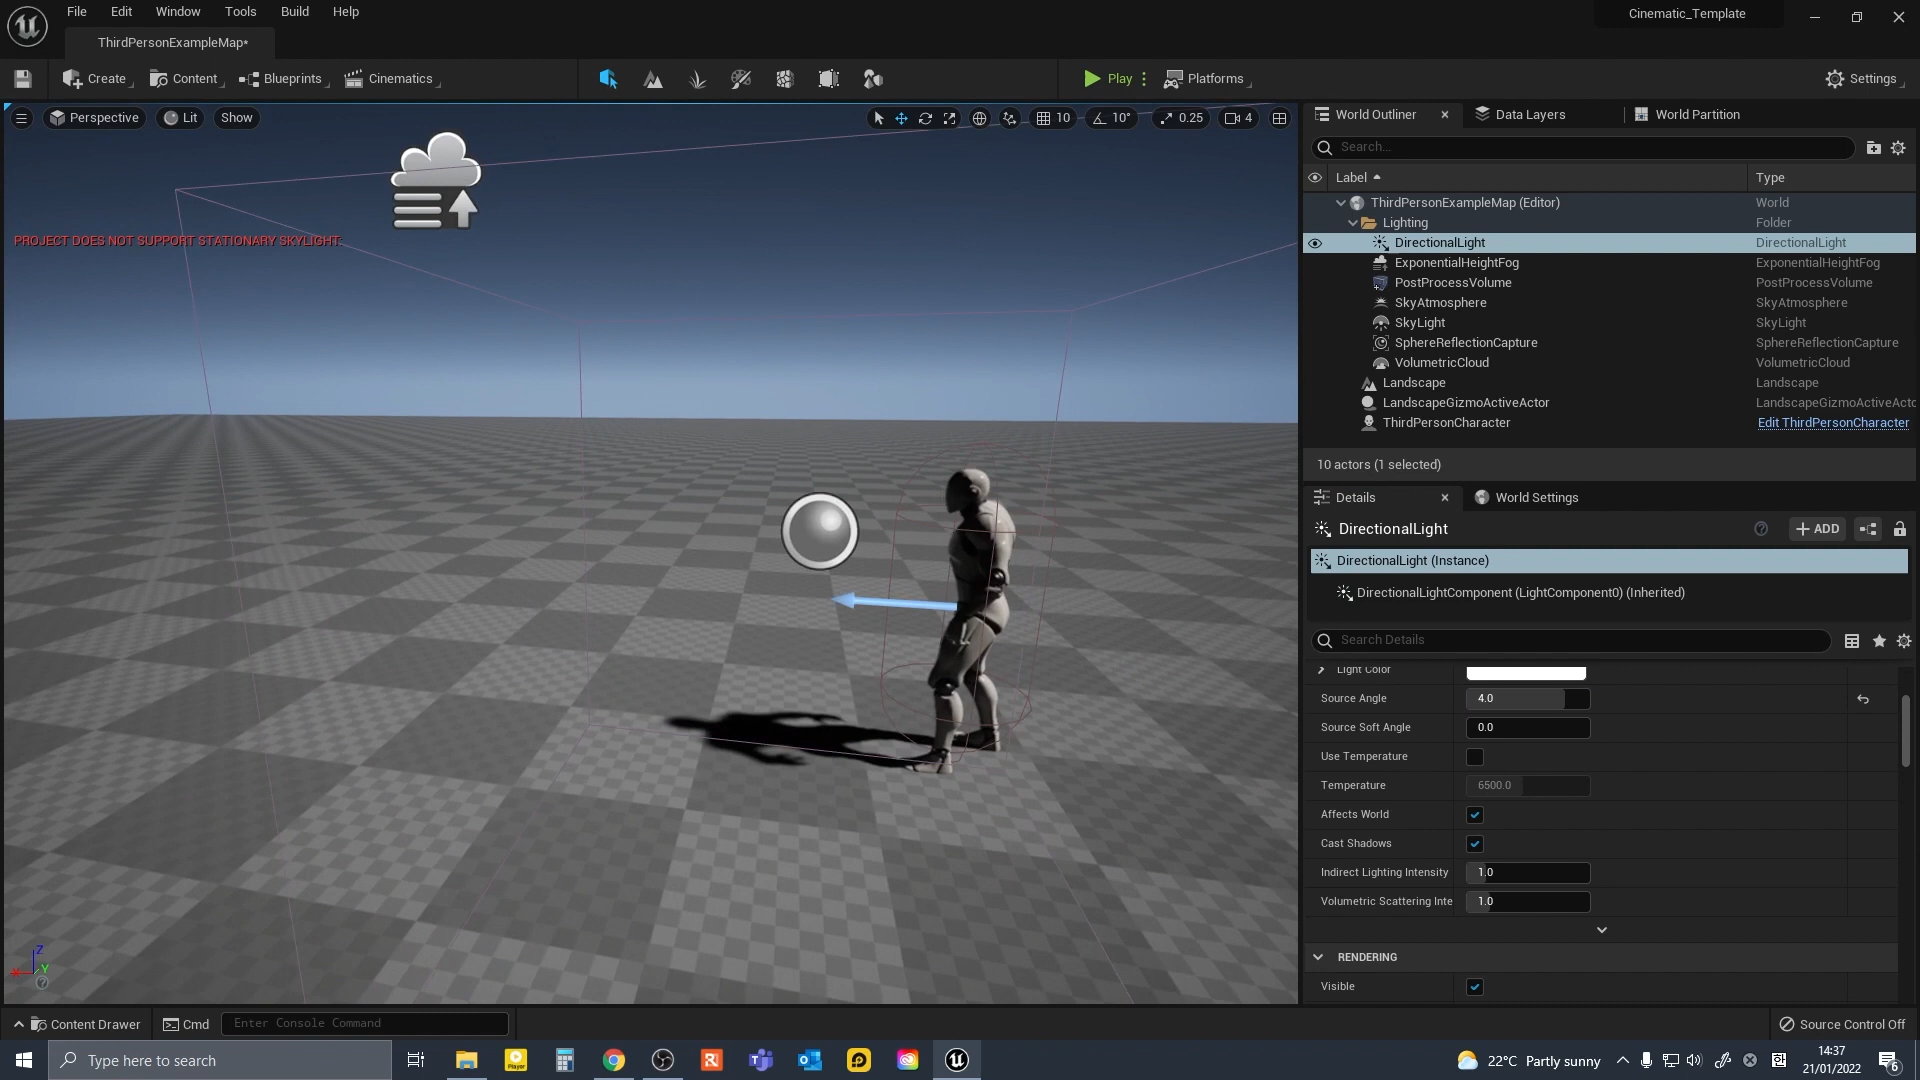 File Edit Window Tools Build Help
Cinematic_Template
ThirdPersonExampleMap•
Create Content Blueprints Cinematics Play Platforms Settings
Perspective Lit Show 10 10° 0.25 4
PROJECT DOES NOT SUPPORT STATIONARY SKYLIGHT:
World Outliner Data Layers World Partition
Search...
Label Type
ThirdPersonExampleMap (Editor) World
Lighting Folder
DirectionalLight DirectionalLight
ExponentialHeightFog ExponentialHeightFog
PostProcessVolume PostProcessVolume
SkyAtmosphere SkyAtmosphere
SkyLight SkyLight
SphereReflectionCapture SphereReflectionCapture
VolumetricCloud VolumetricCloud
Landscape Landscape
LandscapeGizmoActiveActor LandscapeGizmoActiveActo
ThirdPersonCharacter Edit ThirdPersonCharacter
10 actors (1 selected)
Details World Settings
DirectionalLight ADD
DirectionalLight (Instance)
DirectionalLightComponent (LightComponent0) (Inherited)
Search Details
Light Color
Source Angle 4.0
Source Soft Angle 0.0
Use Temperature
Temperature 6500.0
Affects World
Cast Shadows
Indirect Lighting Intensity 1.0
Volumetric Scattering Inte 1.0
RENDERING
Visible
Z
X Y
Content Drawer Cmd Enter Console Command Source Control Off
Type here to search
Player
22°C Partly sunny
14:37
21/01/2022
6